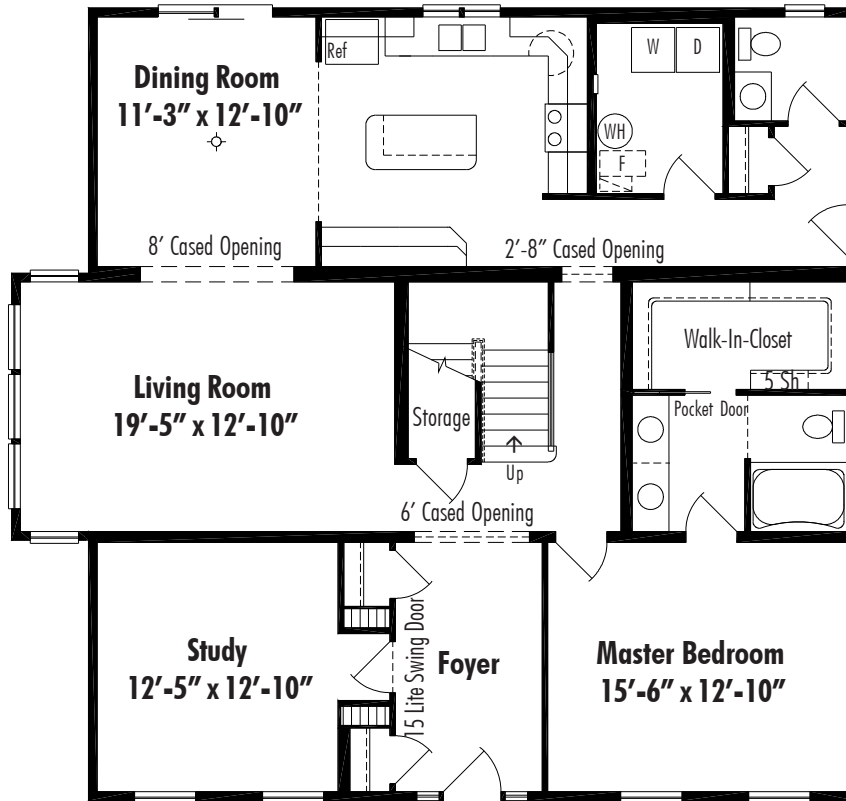 Ref
W
D
Dining Room
11’-3” x 12’-10”
WH
F
8’ Cased Opening
2’-8” Cased Opening
Walk-In-Closet
5 Sh
Living Room
19’-5” x 12’-10”
Storage
Pocket Door
Up
6’ Cased Opening
15 Lite Swing Door
Study
12’-5” x 12’-10”
Foyer
Master Bedroom
15’-6” x 12’-10”